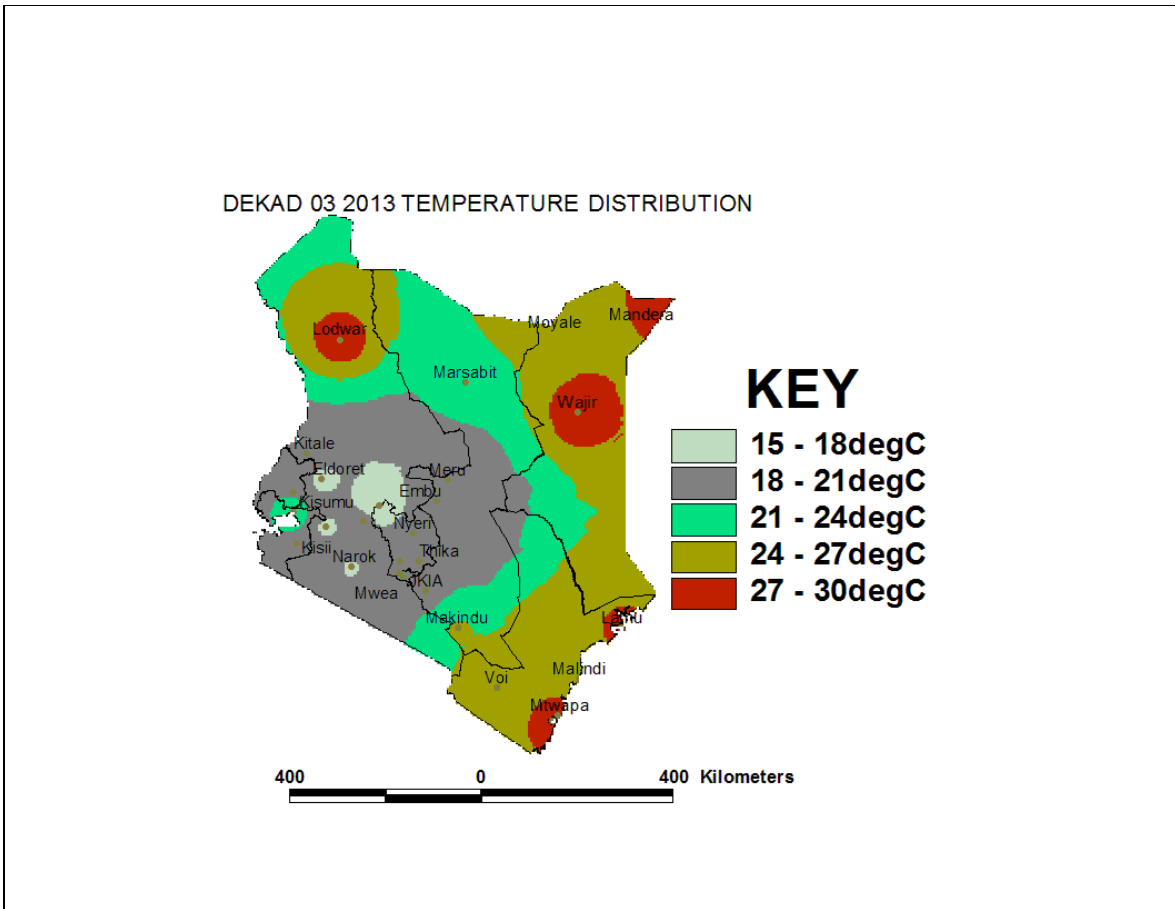 DEKAD 03 2013 TEMPERATURE DISTRIBUTION
Mandera
Moyale
Lodwar
Marsabit
Wajir
KEY
15 - 18degC
18 - 21degC
21 - 24degC
24 - 27degC
27 - 30degC
Kitale
Eldoret
Meru
Embu
Kisumu
Nyeri
Kisii
Thika
Narok
JKIA
Mwea
Makindu
Lamu
Voi
Malindi
Mtwapa
400 0 400 Kilometers